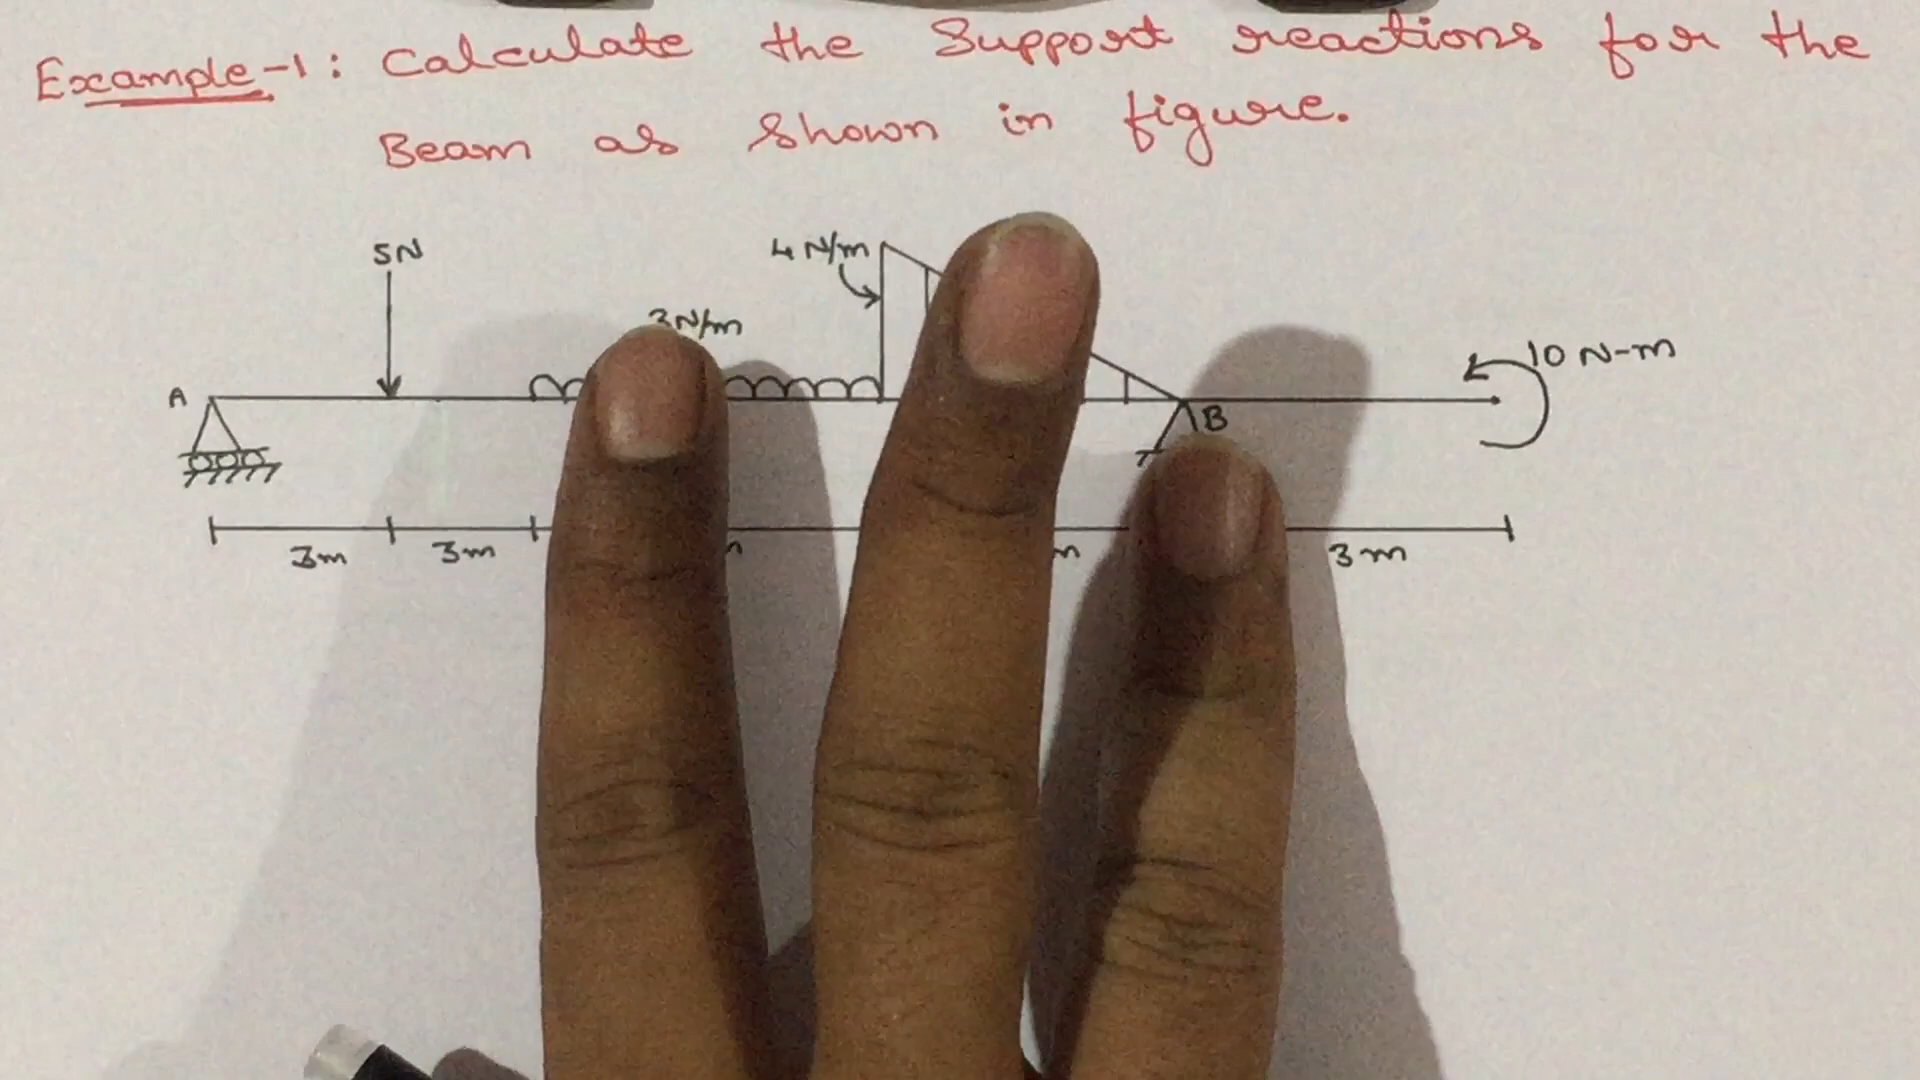 Example-1: Calculate the Support reactions for the
Beam as shown in figure.
5N
4 N/m
3N/m
10 N-m
A
B
3m
3m
m
m
3m